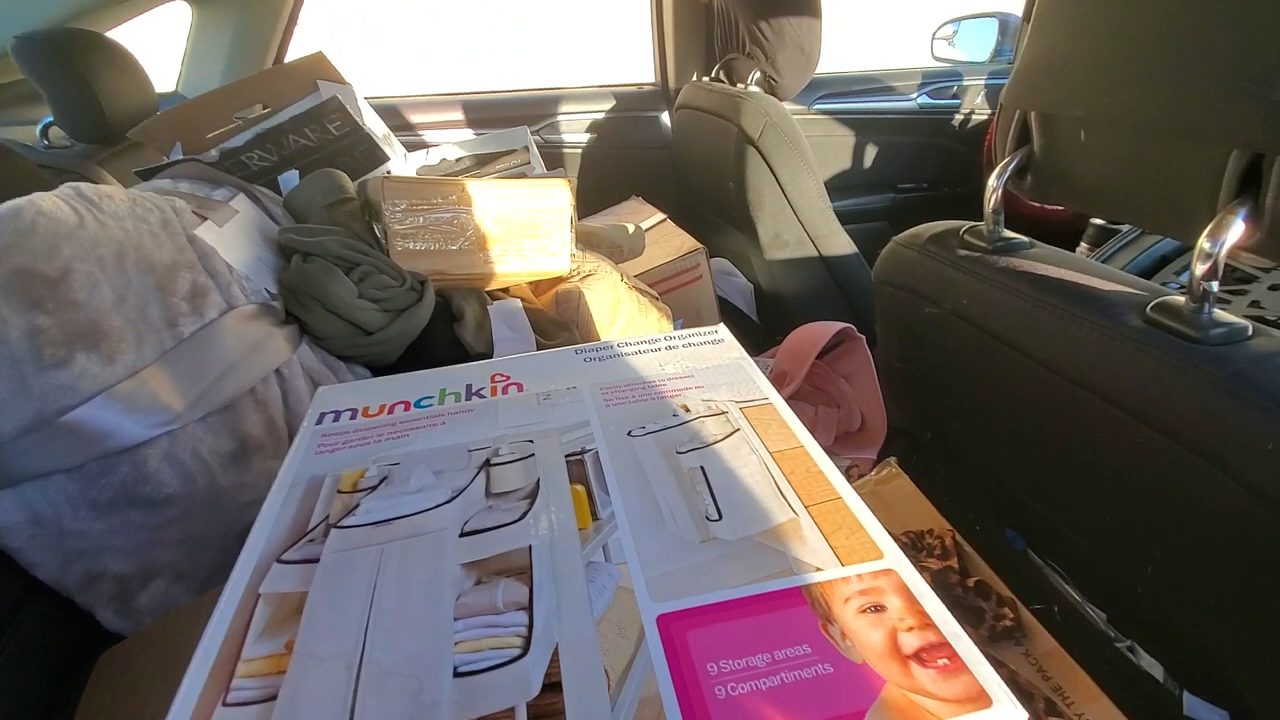 ERWARE
munchkin
Diaper Change Organizer
Organisateur de change
Keeps diapering essentials handy
Pour garder le nécessaire à
langer sous la main
Easily attaches to dresser
or changing table
Se fixe à une commode ou
à une table à langer
9 Storage areas
9 Compartiments
BY THE PACK